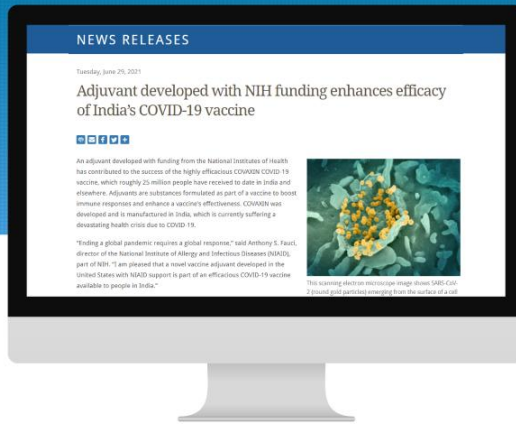 NEWS RELEASES
Tuesday, June 29, 2021
Adjuvant developed with NIH funding enhances efficacy
of India's COVID-19 vaccine
An adjuvant developed with funding from the National Institutes of Health
has contributed to the success of the highly efficacious COVAXIN COVID-19
vaccine, which roughly 25 million people have received to date in India and
elsewhere. Adjuvants are substances formulated as part of a vaccine to boost
immune responses and enhance a vaccine's effectiveness. COVAXIN was
developed and is manufactured in India, which is currently suffering a
devastating health crisis due to COVID-19.
"Ending a global pandemic requires a global response," said Anthony S. Fauci,
director of the National Institute of Allergy and Infectious Diseases (NIAID),
part of NIH. "I am pleased that a novel vaccine adjuvant developed in the
United States with NIAID support is part of an efficacious COVID-19 vaccine
available to people in India."
This scanning electron microscope image shows SARS-CoV-
2 (round gold particles) emerging from the surface of a cell